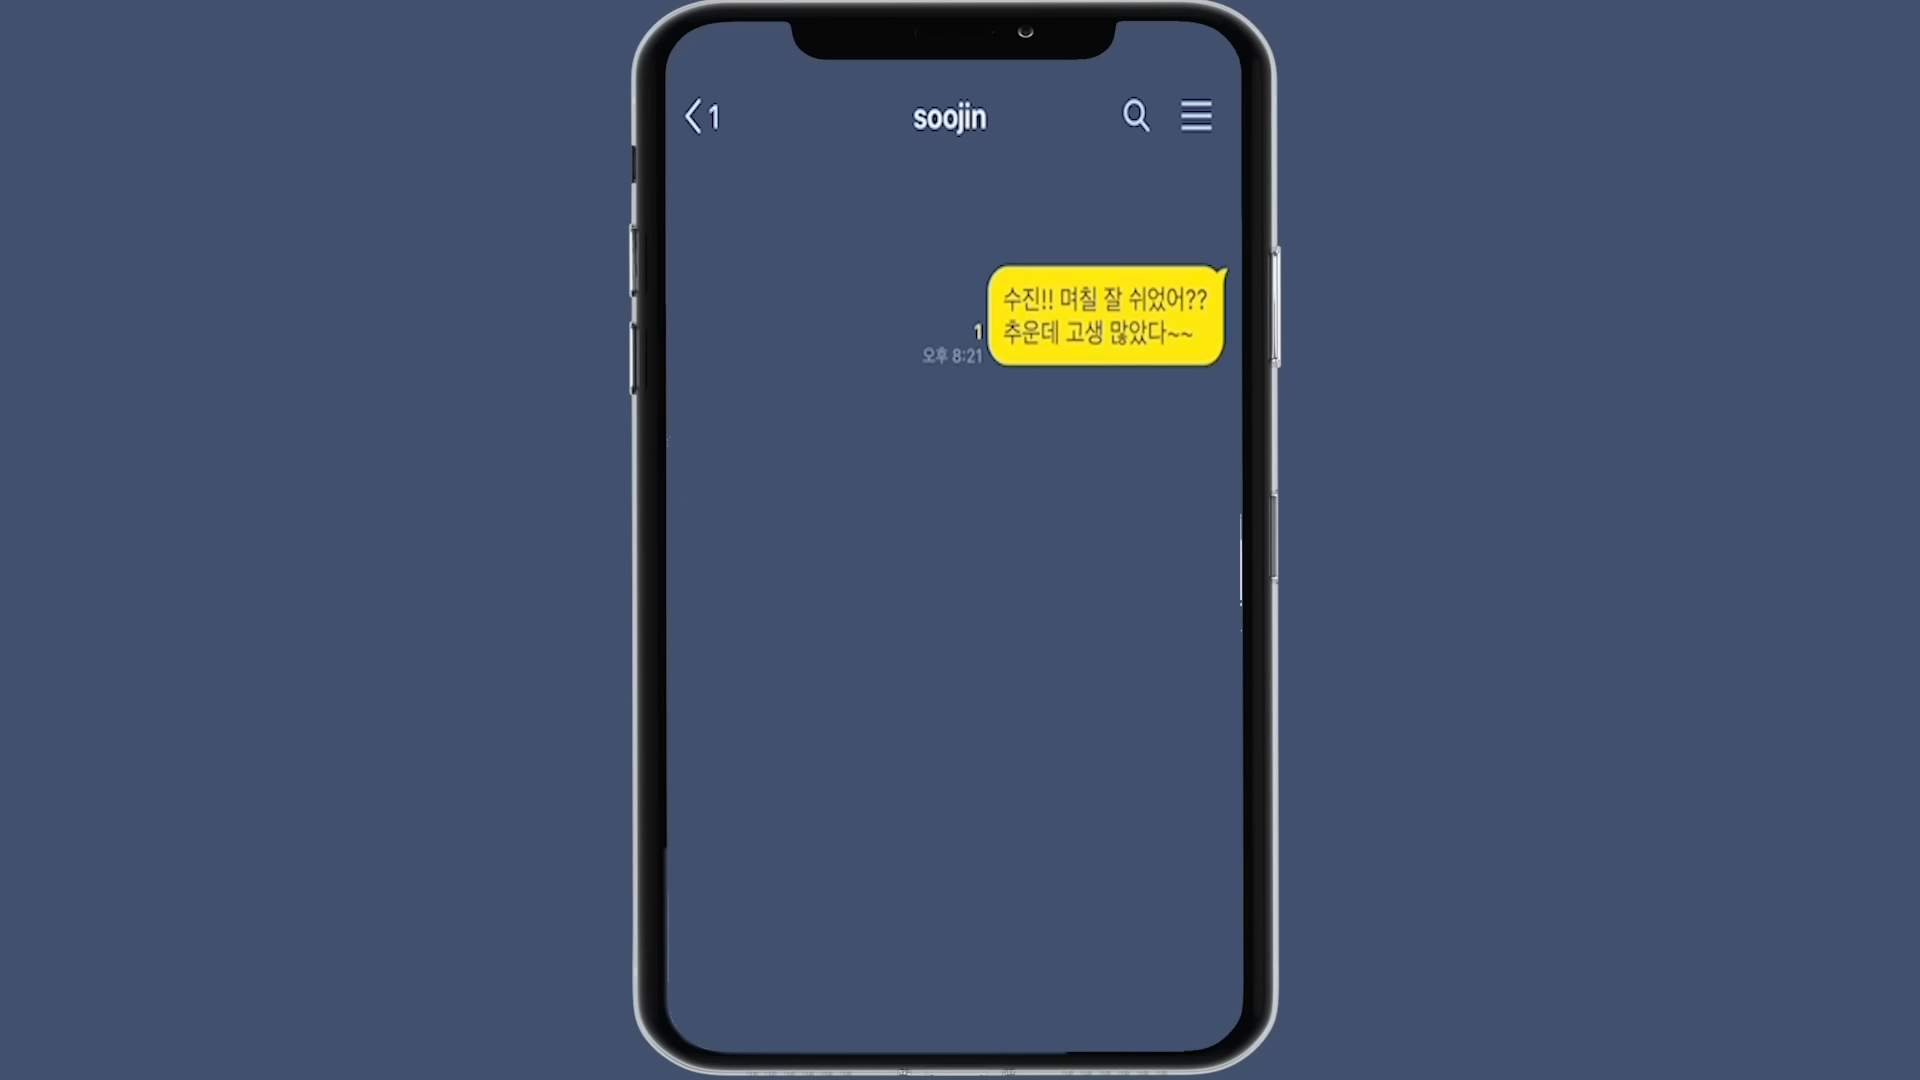 1
soojin
수진!! 며칠 잘 쉬었어??
추운데 고생 많았다~~
1
오후 8:21